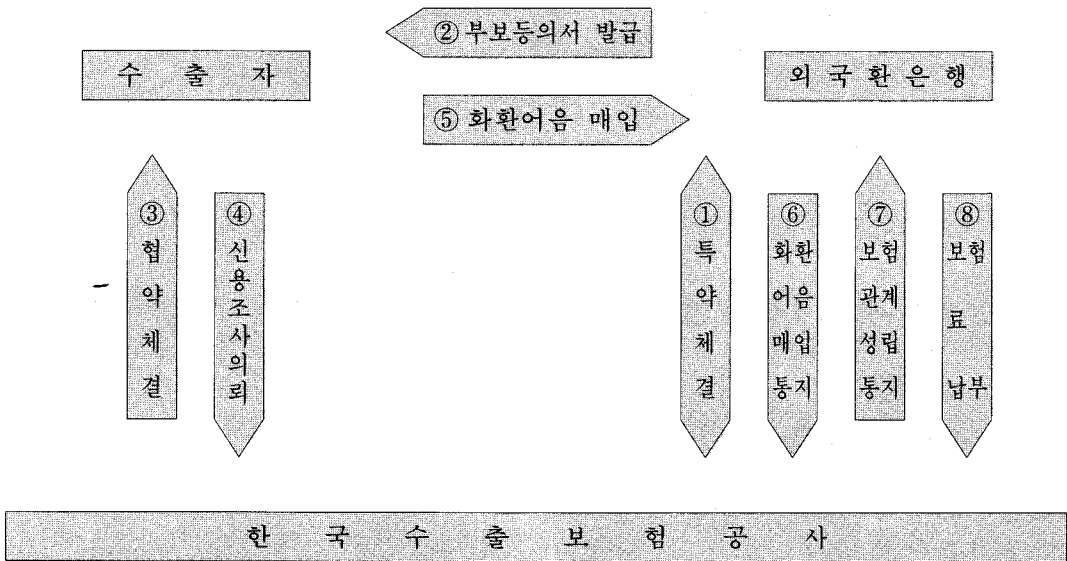 ② 부보등의서 발급
수 출 자
외 국 환 은 행
⑤ 화환어음 매입
③ 협약체결
④ 신용조사의뢰
① 특약체결
⑥ 화환어음매입통지
⑦ 보험관계성립통지
⑧ 보험료납부
한 국 수 출 보 험 공 사